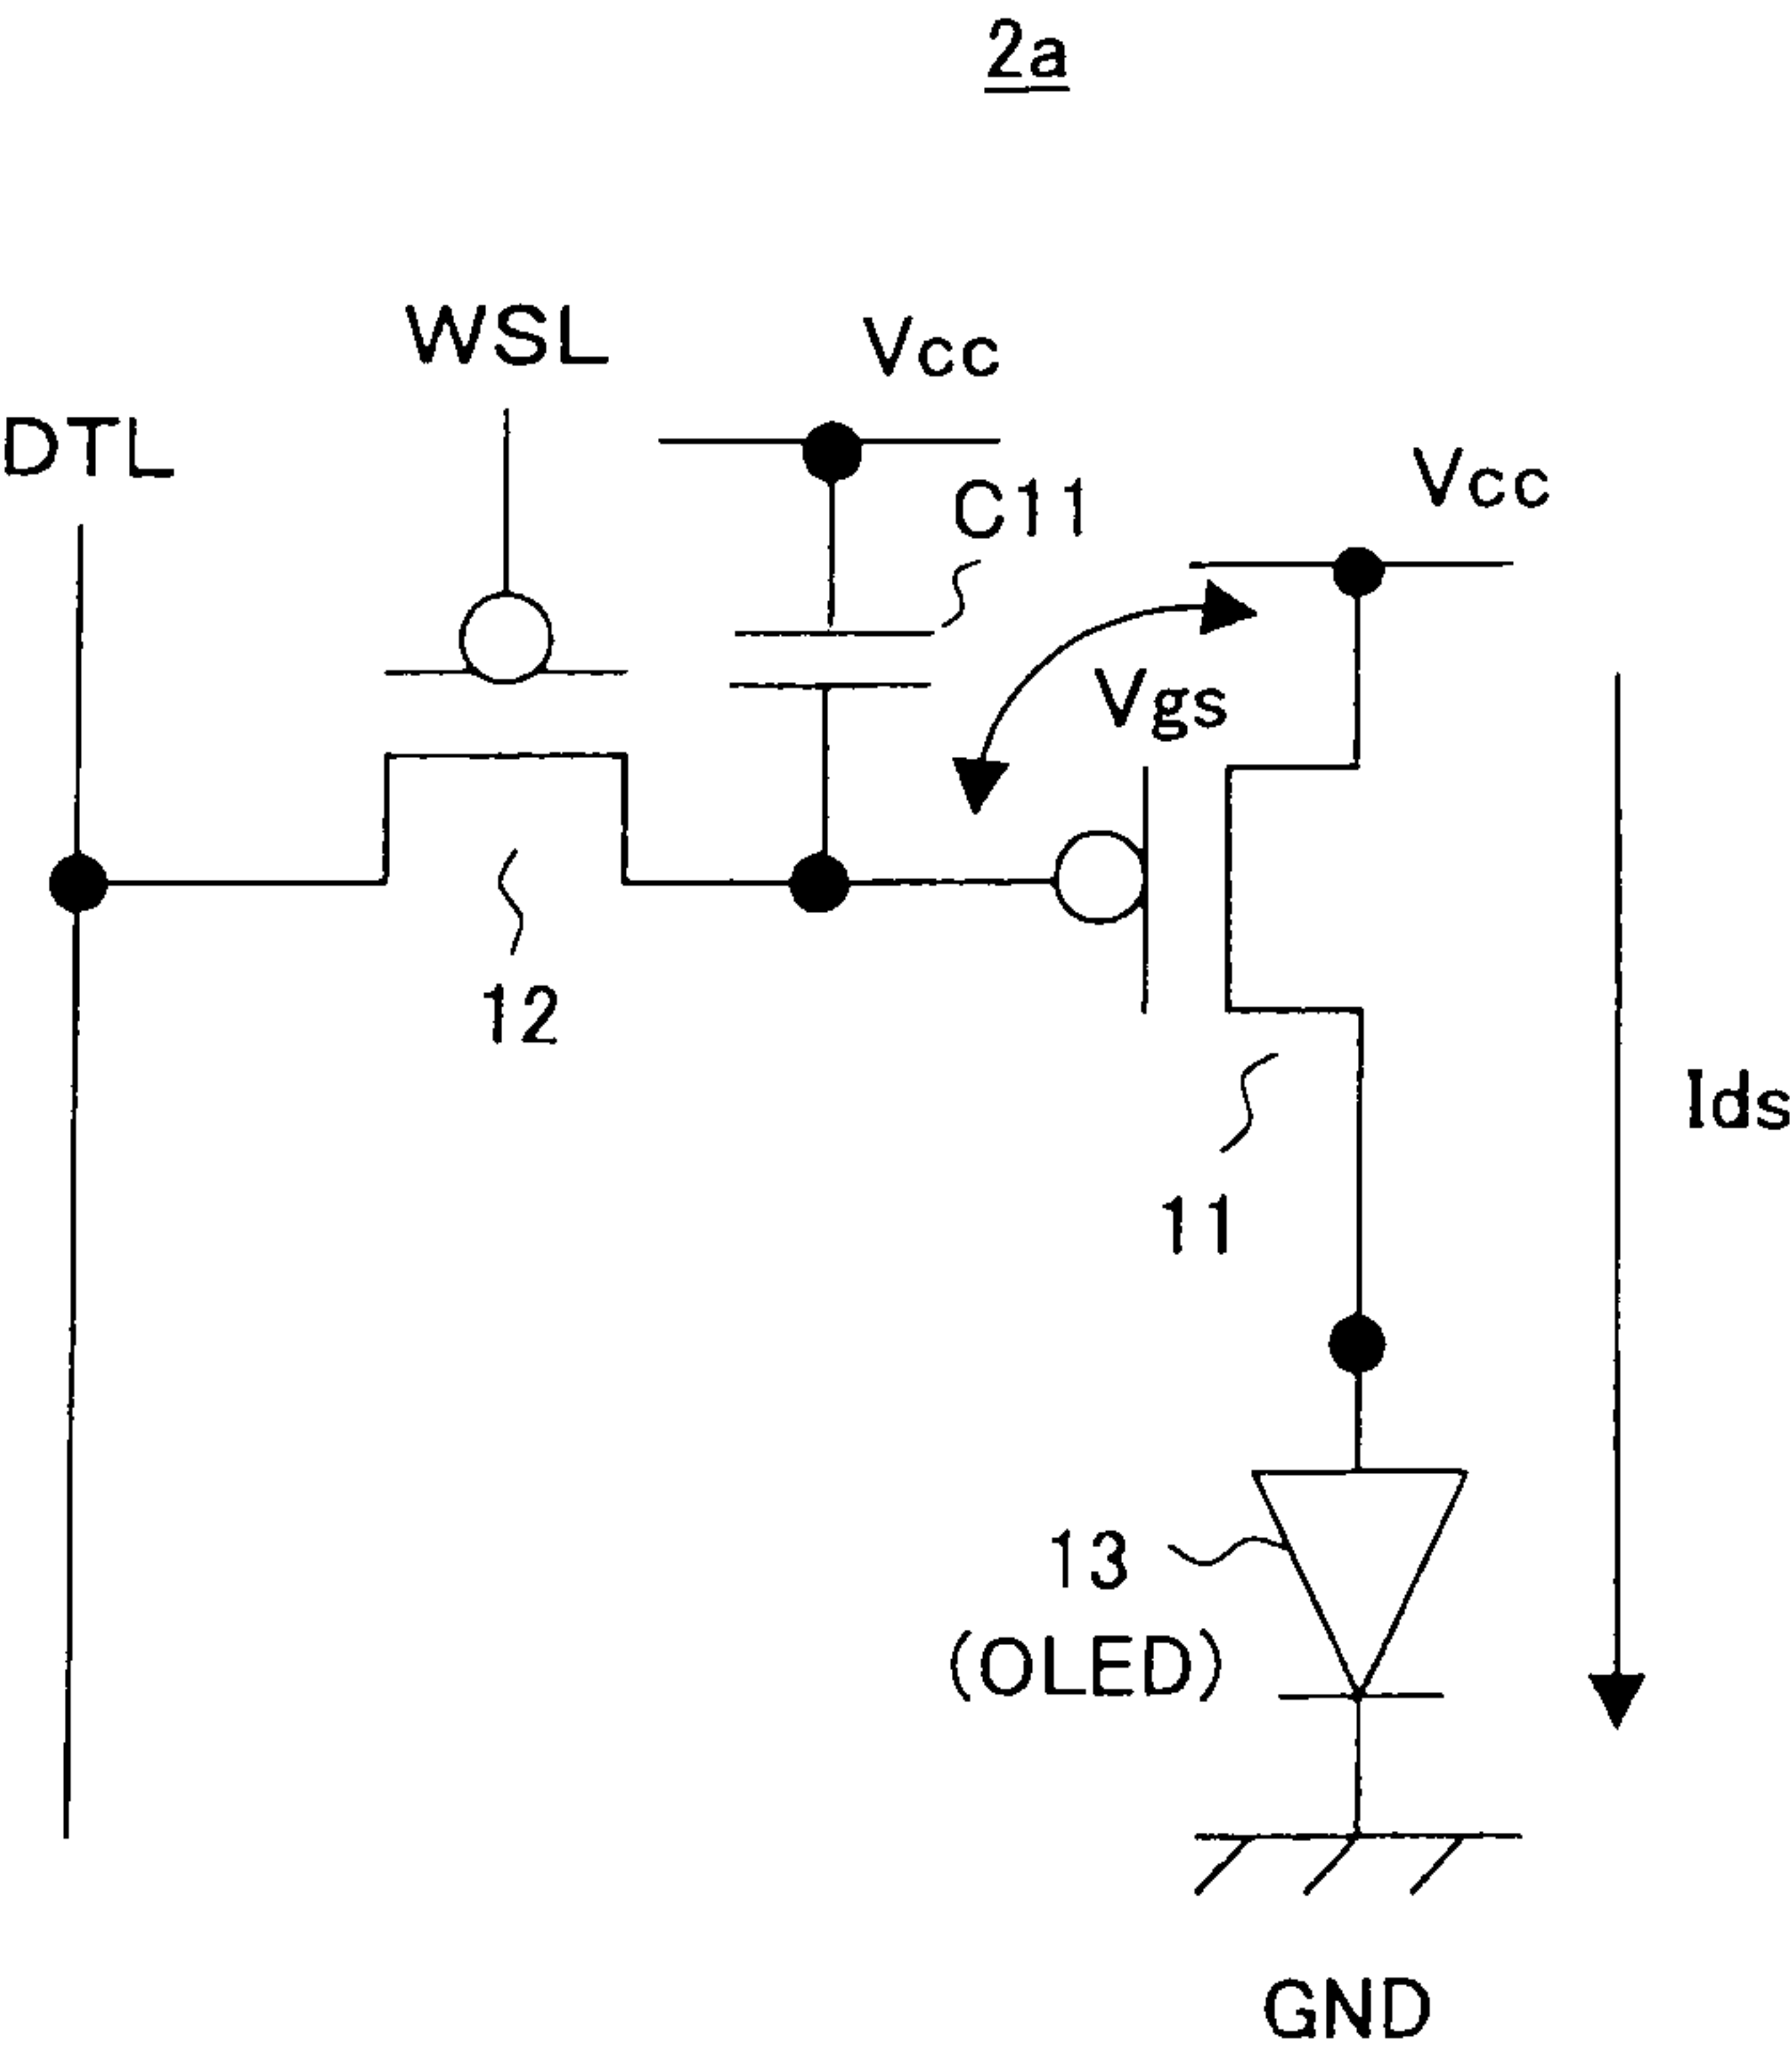 2a
WSL
Vcc
DTL
Vcc
C11
Vgs
12
Ids
11
13
(OLED)
GND